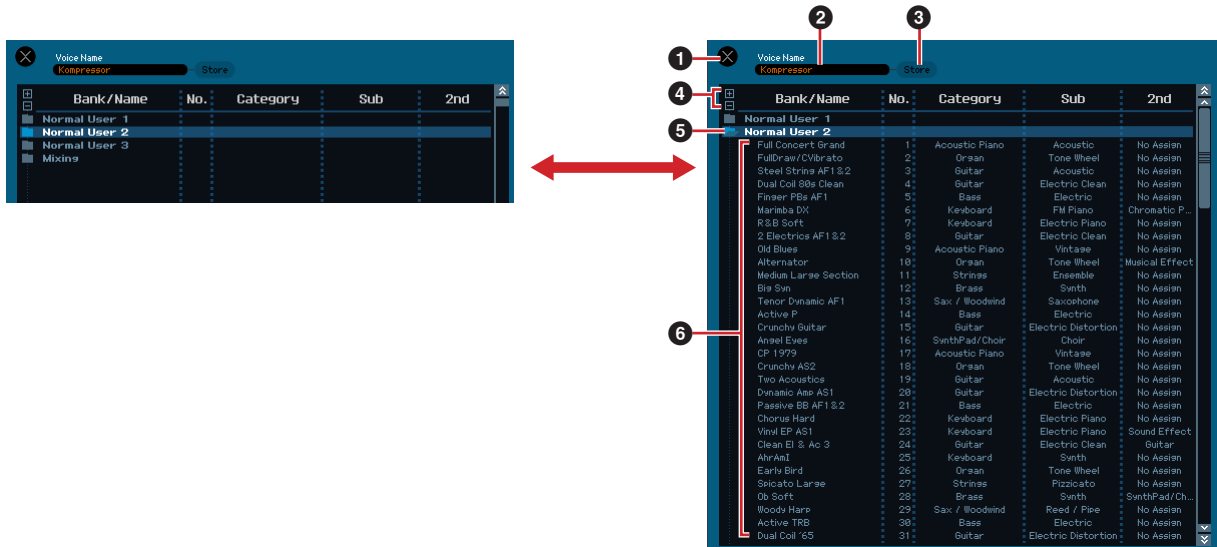 Voice Name
Kompressor
Store
Bank/Name No. Category Sub 2nd
Normal User 1
Normal User 2
Normal User 3
Mixing
2 3
1 Voice Name
Kompressor
Store
4 Bank/Name No. Category Sub 2nd
Normal User 1
5 Normal User 2
Full Concert Grand 1 Acoustic Piano Acoustic No Assign
FullDraw/CVibrato 2 Organ Tone Wheel No Assign
Steel String AF1&2 3 Guitar Acoustic No Assign
Dual Coil 80s Clean 4 Guitar Electric Clean No Assign
Finger PBs AF1 5 Bass Electric No Assign
Marimba DX 6 Keyboard FM Piano Chromatic P...
R&B Soft 7 Keyboard Electric Piano No Assign
2 Electrics AF1&2 8 Guitar Electric Clean No Assign
Old Blues 9 Acoustic Piano Vintage No Assign
Alternator 10 Organ Tone Wheel Musical Effect
Medium Large Section 11 Strings Ensemble No Assign
Big Syn 12 Brass Synth No Assign
Tenor Dynamic AF1 13 Sax / Woodwind Saxophone No Assign
Active P 14 Bass Electric No Assign
Crunchy Guitar 15 Guitar Electric Distortion No Assign
6 Angel Eyes 16 SynthPad/Choir Choir No Assign
CP 1979 17 Acoustic Piano Vintage No Assign
Crunchy AS2 18 Organ Tone Wheel No Assign
Two Acoustics 19 Guitar Acoustic No Assign
Dynamic Amp AS1 20 Guitar Electric Distortion No Assign
Passive BB AF1&2 21 Bass Electric No Assign
Chorus Hard 22 Keyboard Electric Piano No Assign
Vinyl EP AS1 23 Keyboard Electric Piano Sound Effect
Clean El & Ac 3 24 Guitar Electric Clean Guitar
AhrAmI 25 Keyboard Synth No Assign
Early Bird 26 Organ Tone Wheel No Assign
Spicato Large 27 Strings Pizzicato No Assign
Ob Soft 28 Brass Synth SynthPad/Ch...
Woody Harp 29 Sax / Woodwind Reed / Pipe No Assign
Active TRB 30 Bass Electric No Assign
Dual Coil '65 31 Guitar Electric Distortion No Assign